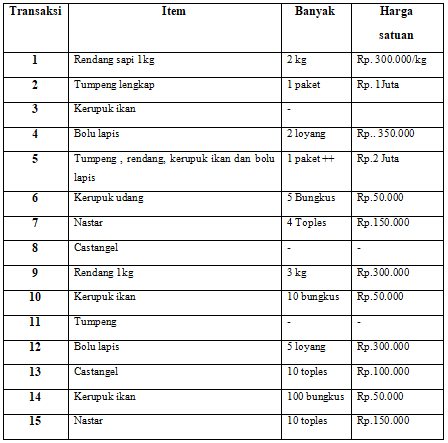 Transaksi Item Banyak Harga
satuan
1 Rendang sapi 1kg 2 kg Rp. 300.000/kg
2 Tumpeng lengkap 1 paket Rp. 1Juta
3 Kerupuk ikan -
4 Bolu lapis 2 loyang Rp.. 350.000
5 Tumpeng , rendang, kerupuk ikan dan bolu 1 paket ++ Rp.2 Juta
lapis
6 Kerupuk udang 5 Bungkus Rp.50.000
7 Nastar 4 Toples Rp.150.000
8 Castangel - -
9 Rendang 1kg 3 kg Rp.300.000
10 Kerupuk ikan 10 bungkus Rp.50.000
11 Tumpeng - -
12 Bolu lapis 5 loyang Rp.300.000
13 Castangel 10 toples Rp.100.000
14 Kerupuk ikan 100 bungkus Rp.50.000
15 Nastar 10 toples Rp.150.000